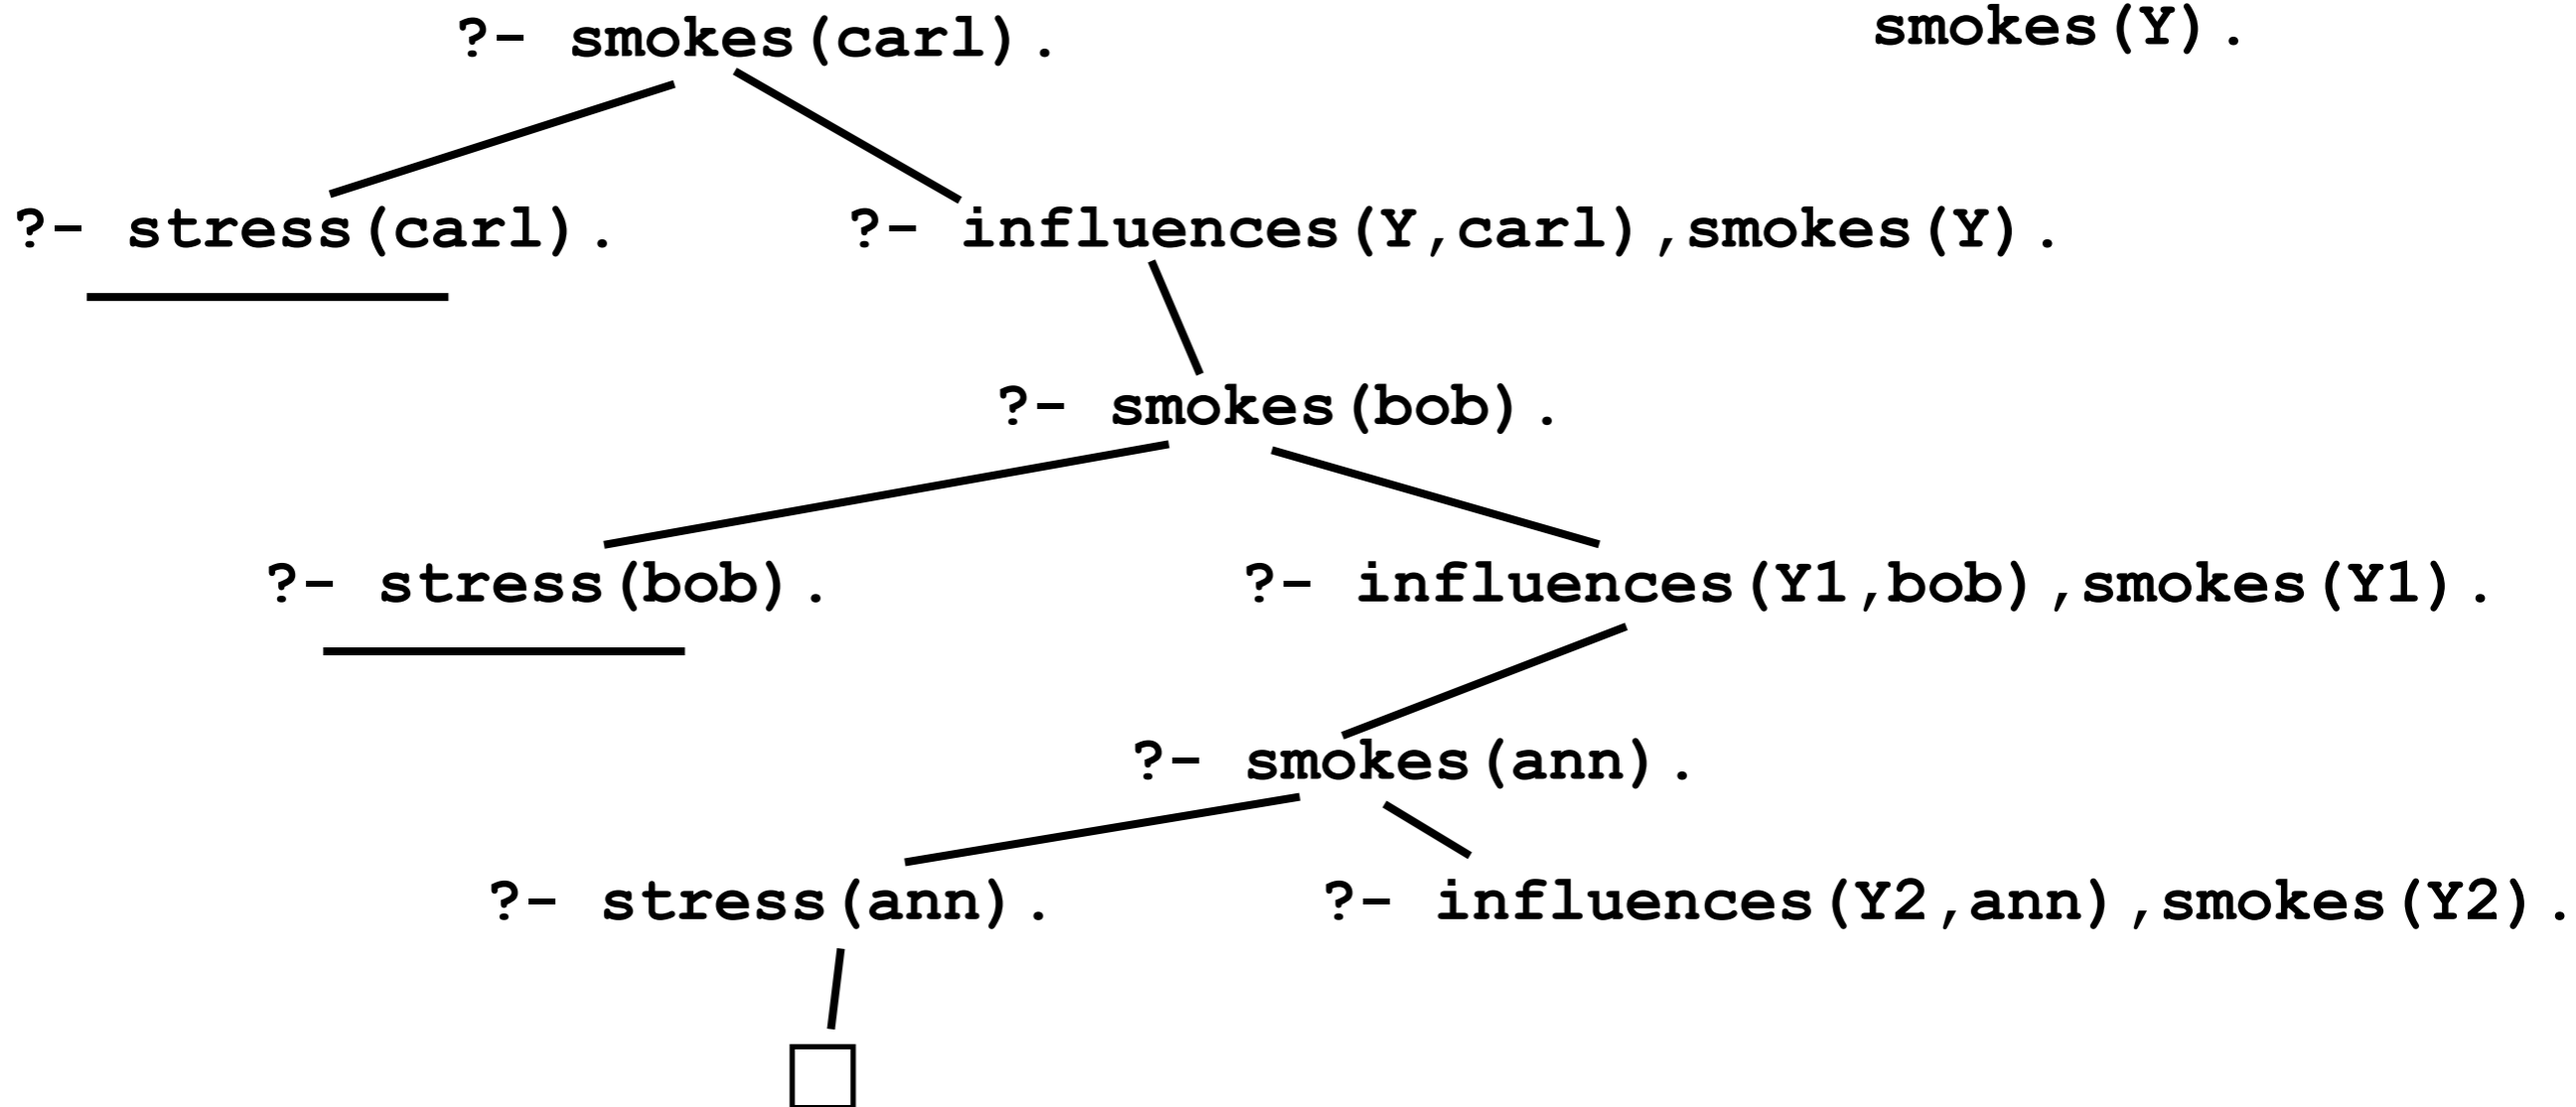 ?- smokes(carl).
smokes(Y).
?- stress(carl).
?- influences(Y,carl),smokes(Y).
?- smokes(bob).
?- stress(bob).
?- influences(Y1,bob),smokes(Y1).
?- smokes(ann).
?- stress(ann).
?- influences(Y2,ann),smokes(Y2).